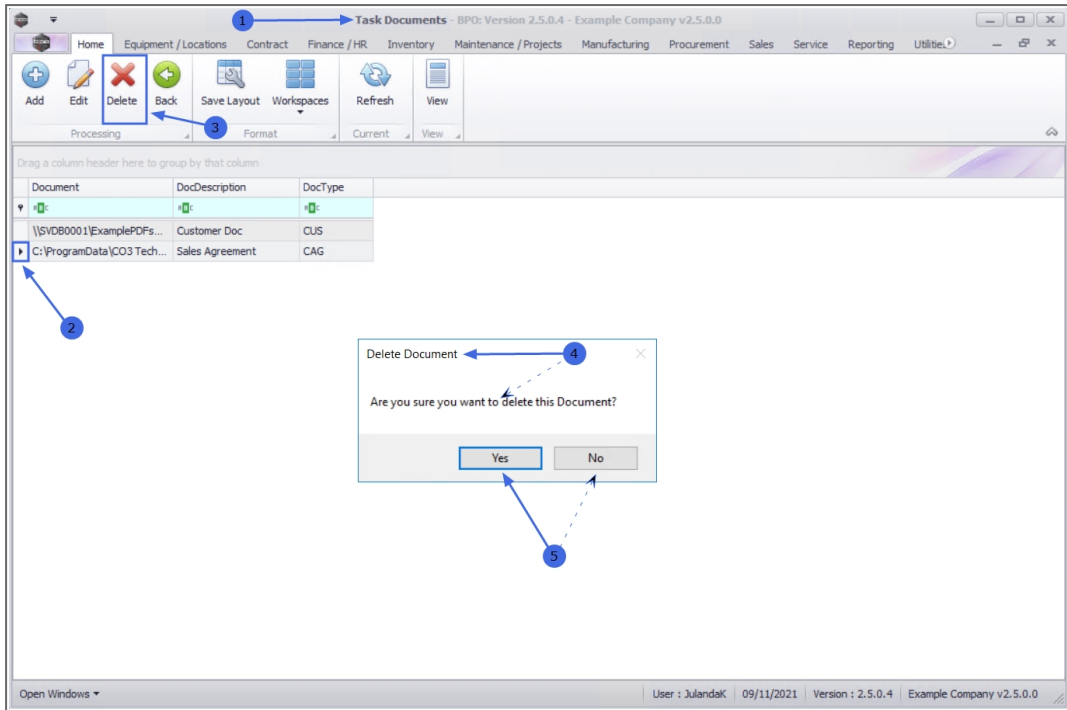 1
Task Documents - BPO: Version 2.5.0.4 - Example Company v2.5.0.0
Home Equipment / Locations Contract Finance / HR Inventory Maintenance / Projects Manufacturing Procurement Sales Service Reporting Utilitie
Add Edit Delete Back Save Layout Workspaces Refresh View
3
Processing Format Current View
Drag a column header here to group by that column
Document DocDescription DocType
\\SVDB0001\ExamplePDFs... Customer Doc CUS
C:\ProgramData\CO3 Tech... Sales Agreement CAG
2
Delete Document
4
Are you sure you want to delete this Document?
Yes No
5
Open Windows User : JulandaK 09/11/2021 Version : 2.5.0.4 Example Company v2.5.0.0